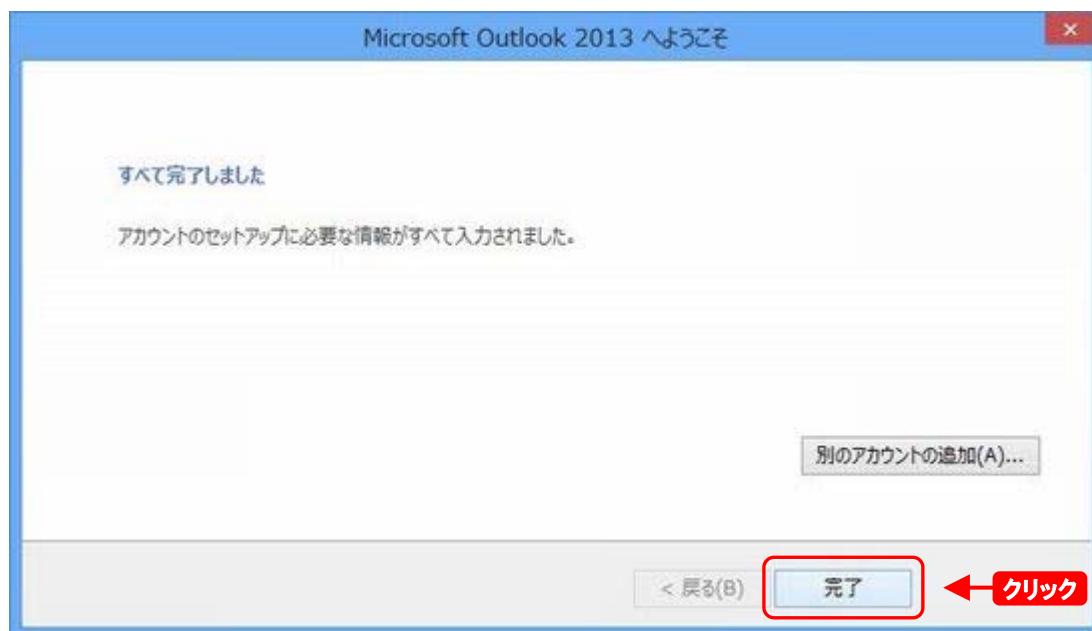 Microsoft Outlook 2013 へようこそ
すべて完了しました
アカウントのセットアップに必要な情報がすべて入力されました。
別のアカウントの追加(A)...
< 戻る(B)
完了
クリック